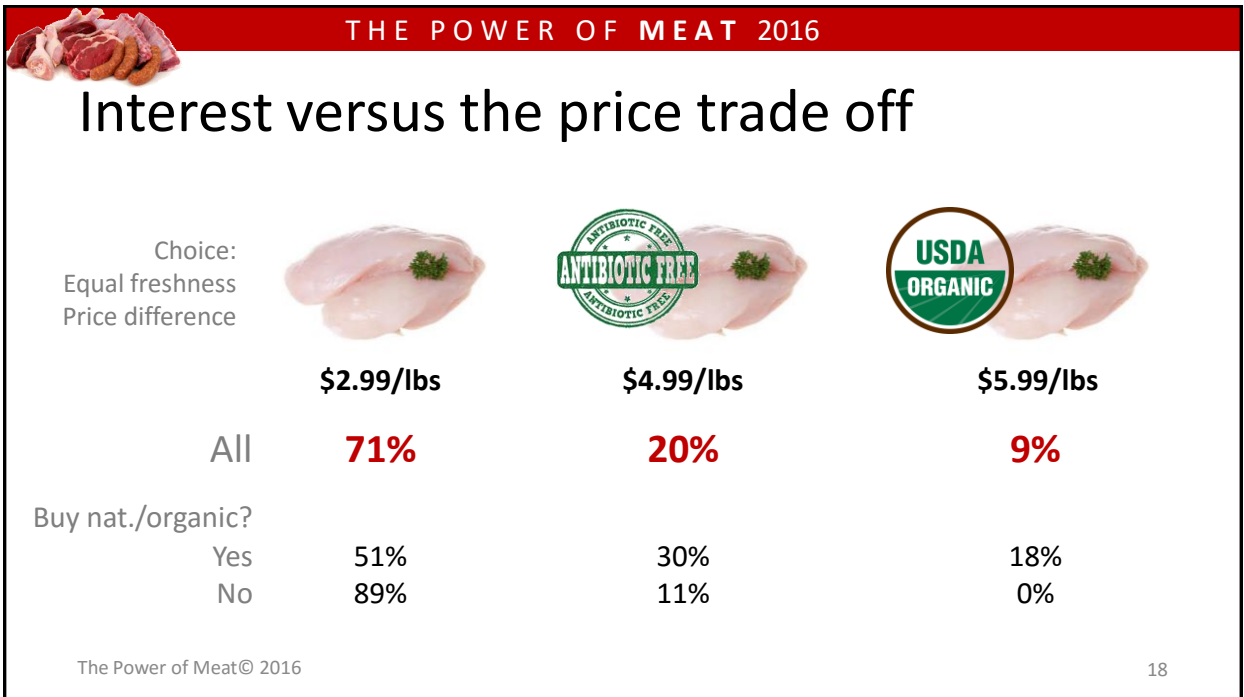 THE POWER OF MEAT 2016
Interest versus the price trade off
Choice:
Equal freshness
Price difference
ANTIBIOTIC FREE
ANTIBIOTIC FREE
ANTIBIOTIC FREE
USDA
ORGANIC
$2.99/lbs $4.99/lbs $5.99/lbs
All 71% 20% 9%
Buy nat./organic?
Yes 51% 30% 18%
No 89% 11% 0%
The Power of Meat© 2016 18